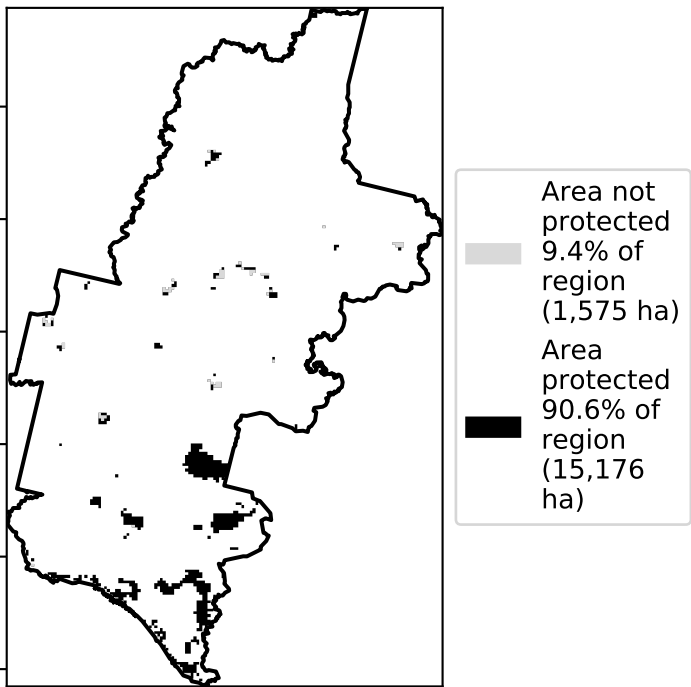 Area not
protected
9.4% of
region
(1,575 ha)
Area
protected
90.6% of
region
(15,176
ha)